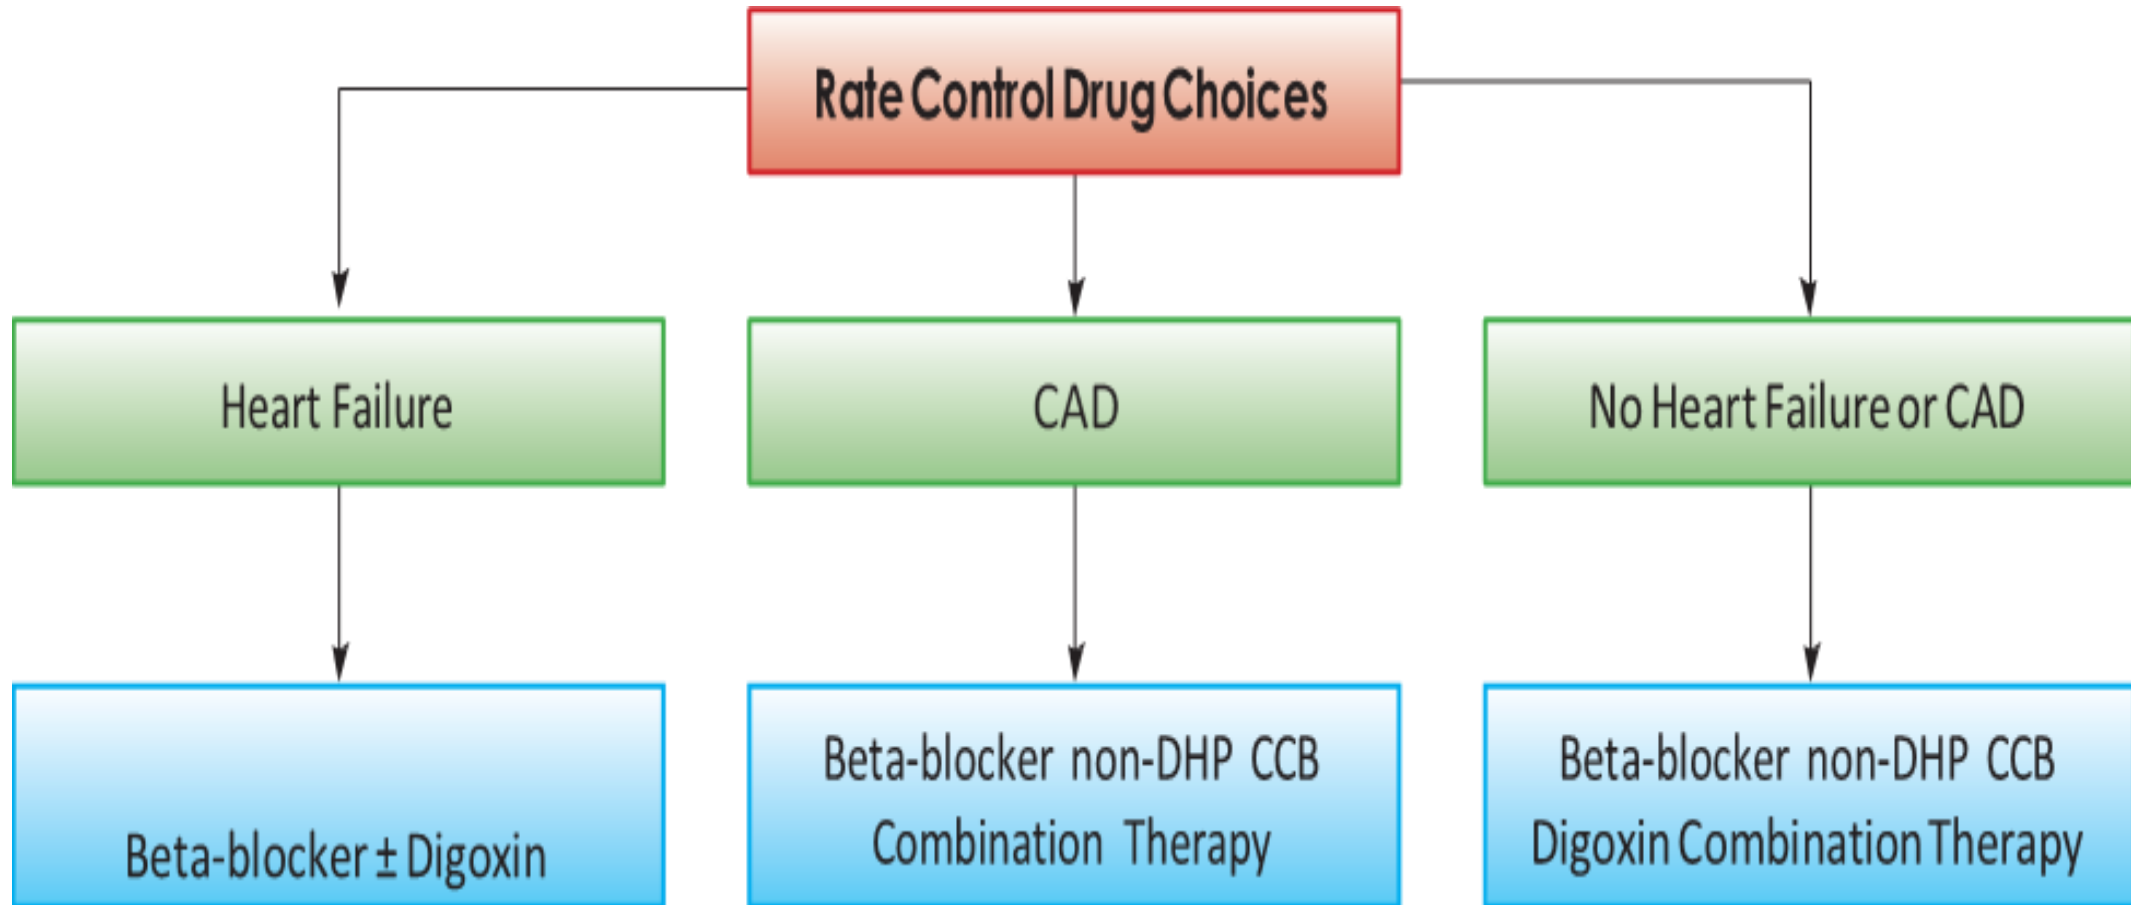 Rate Control Drug Choices
Heart Failure
CAD
No Heart Failure or CAD
Beta-blocker ± Digoxin
Beta-blocker non-DHP CCB
Combination Therapy
Beta-blocker non-DHP CCB
Digoxin Combination Therapy